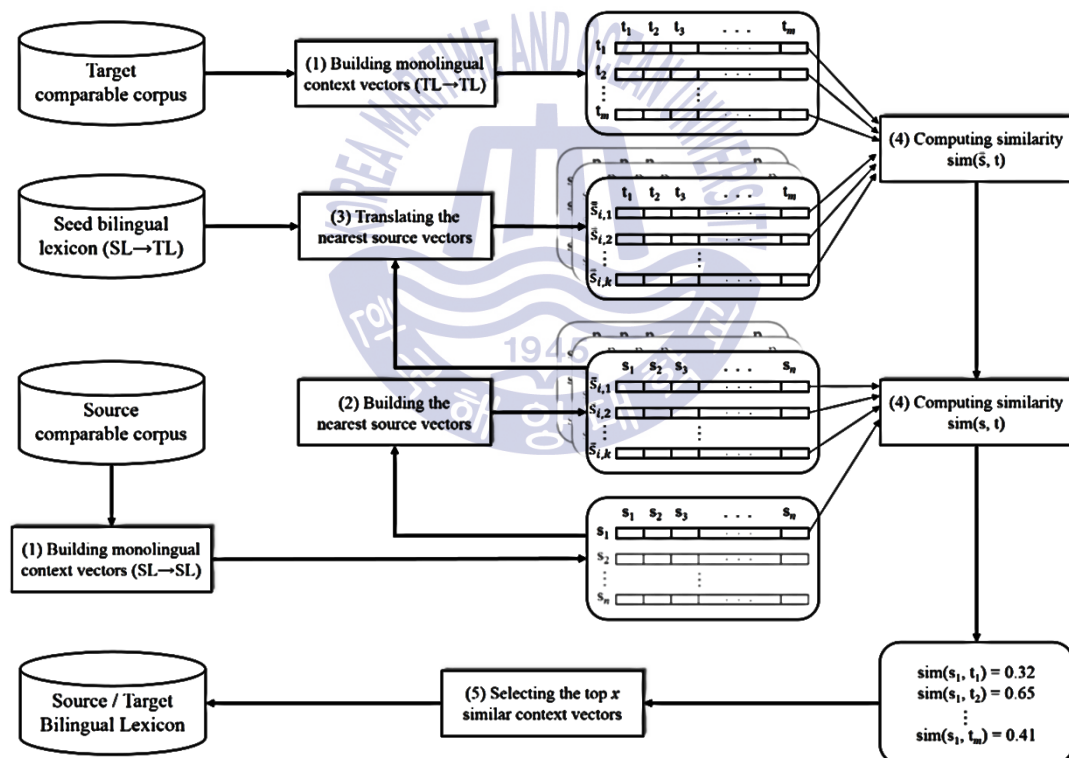 Target
comparable corpus
(1) Building monolingual
context vectors (TL→TL)
t₁ t₂ t₃ · · · tₘ
t₁
t₂
⋮
tₘ
(4) Computing similarity
sim(s̄, t)
Seed bilingual
lexicon (SL→TL)
(3) Translating the
nearest source vectors
t₁ t₂ t₃ · · · tₘ
s̄ᵢ,₁
s̄ᵢ,₂
⋮
s̄ᵢ,ₖ
Source
comparable corpus
(2) Building the
nearest source vectors
s₁ s₂ s₃ · · · sₙ
s̄ᵢ,₁
s̄ᵢ,₂
⋮
s̄ᵢ,ₖ
(4) Computing similarity
sim(s, t)
(1) Building monolingual
context vectors (SL→SL)
s₁ s₂ s₃ · · · sₙ
s₁
s₂
⋮
sₙ
Source / Target
Bilingual Lexicon
(5) Selecting the top x
similar context vectors
sim(s₁, t₁) = 0.32
sim(s₁, t₂) = 0.65
⋮
sim(s₁, tₘ) = 0.41
KOREA MARITIME AND OCEAN UNIVERSITY
1945